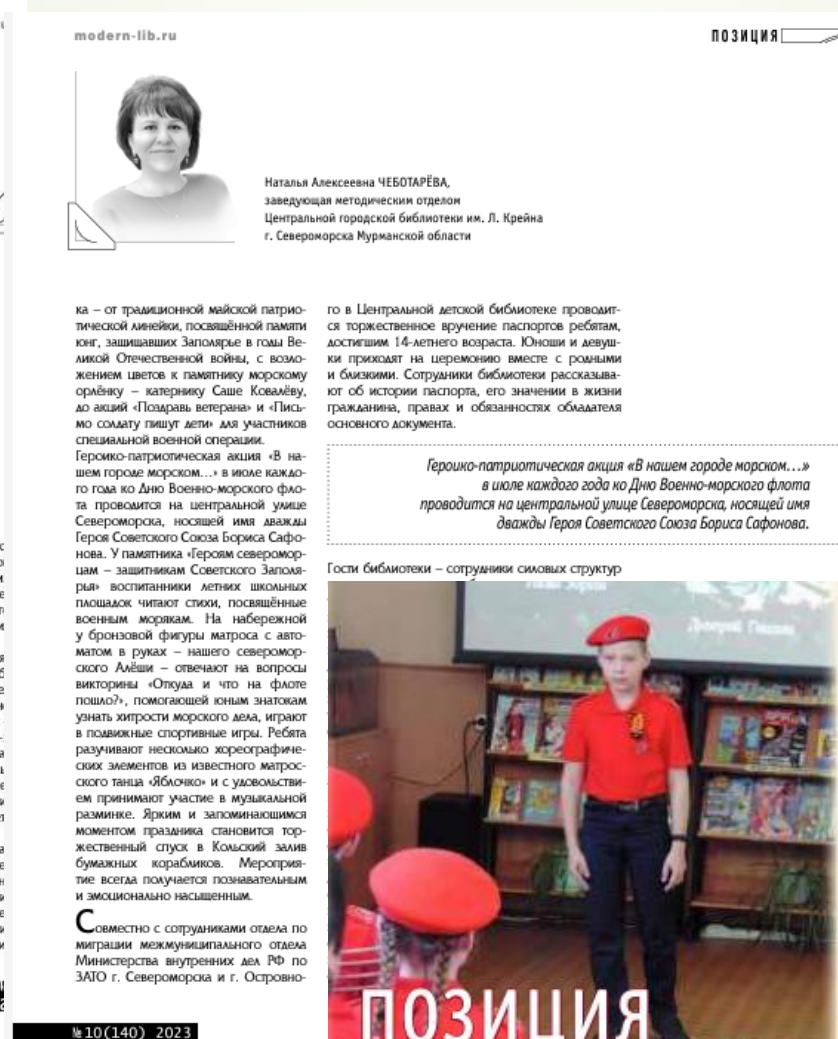 modern-lib.ru
ПОЗИЦИЯ
Наталья Алексеевна ЧЕБОТАРЁВА,
заведующая методическим отделом
Центральной городской библиотеки им. Л. Крейна
г. Североморска Мурманской области
ка – от традиционной майской патрио-
тической линейки, посвящённой памяти
юнг, защищавших Заполярье в годы Ве-
ликой Отечественной войны, с возло-
жением цветов к памятнику морскому
орлёнку – катернику Саше Ковалёву,
до акций «Поздравь ветерана» и «Пись-
мо солдату пишут дети» для участников
специальной военной операции.
Героико-патриотическая акция «В на-
шем городе морском…» в июле каждо-
го года ко Дню Военно-морского фло-
та проводится на центральной улице
Североморска, носящей имя дважды
Героя Советского Союза Бориса Сафо-
нова. У памятника «Героям северомор-
цам – защитникам Советского Заполя-
рья» воспитанники летних школьных
площадок читают стихи, посвящённые
военным морякам. На набережной
у бронзовой фигуры матроса с авто-
матом в руках – нашего северомор-
ского Алёши – отвечают на вопросы
викторины «Откуда и что на флоте
пошло?», помогающей юным знатокам
узнать хитрости морского дела, играют
в подвижные спортивные игры. Ребята
разучивают несколько хореографиче-
ских элементов из известного матрос-
ского танца «Яблочко» и с удовольстви-
ем принимают участие в музыкальной
разминке. Ярким и запоминающимся
моментом праздника становится тор-
жественный спуск в Кольский залив
бумажных корабликов. Мероприя-
тие всегда получается познавательным
и эмоционально насыщенным.
Совместно с сотрудниками отдела по
миграции межмуниципального отдела
Министерства внутренних дел РФ по
ЗАТО г. Североморска и г. Островно-
го в Центральной детской библиотеке проводит-
ся торжественное вручение паспортов ребятам,
достигшим 14-летнего возраста. Юноши и девуш-
ки приходят на церемонию вместе с родными
и близкими. Сотрудники библиотеки рассказыва-
ют об истории паспорта, его значении в жизни
гражданина, правах и обязанностях обладателя
основного документа.
Героико-патриотическая акция «В нашем городе морском…»
в июле каждого года ко Дню Военно-морского флота
проводится на центральной улице Североморска, носящей имя
дважды Героя Советского Союза Бориса Сафонова.
Гости библиотеки – сотрудники силовых структур
ПОЗИЦИЯ
№10(140) 2023